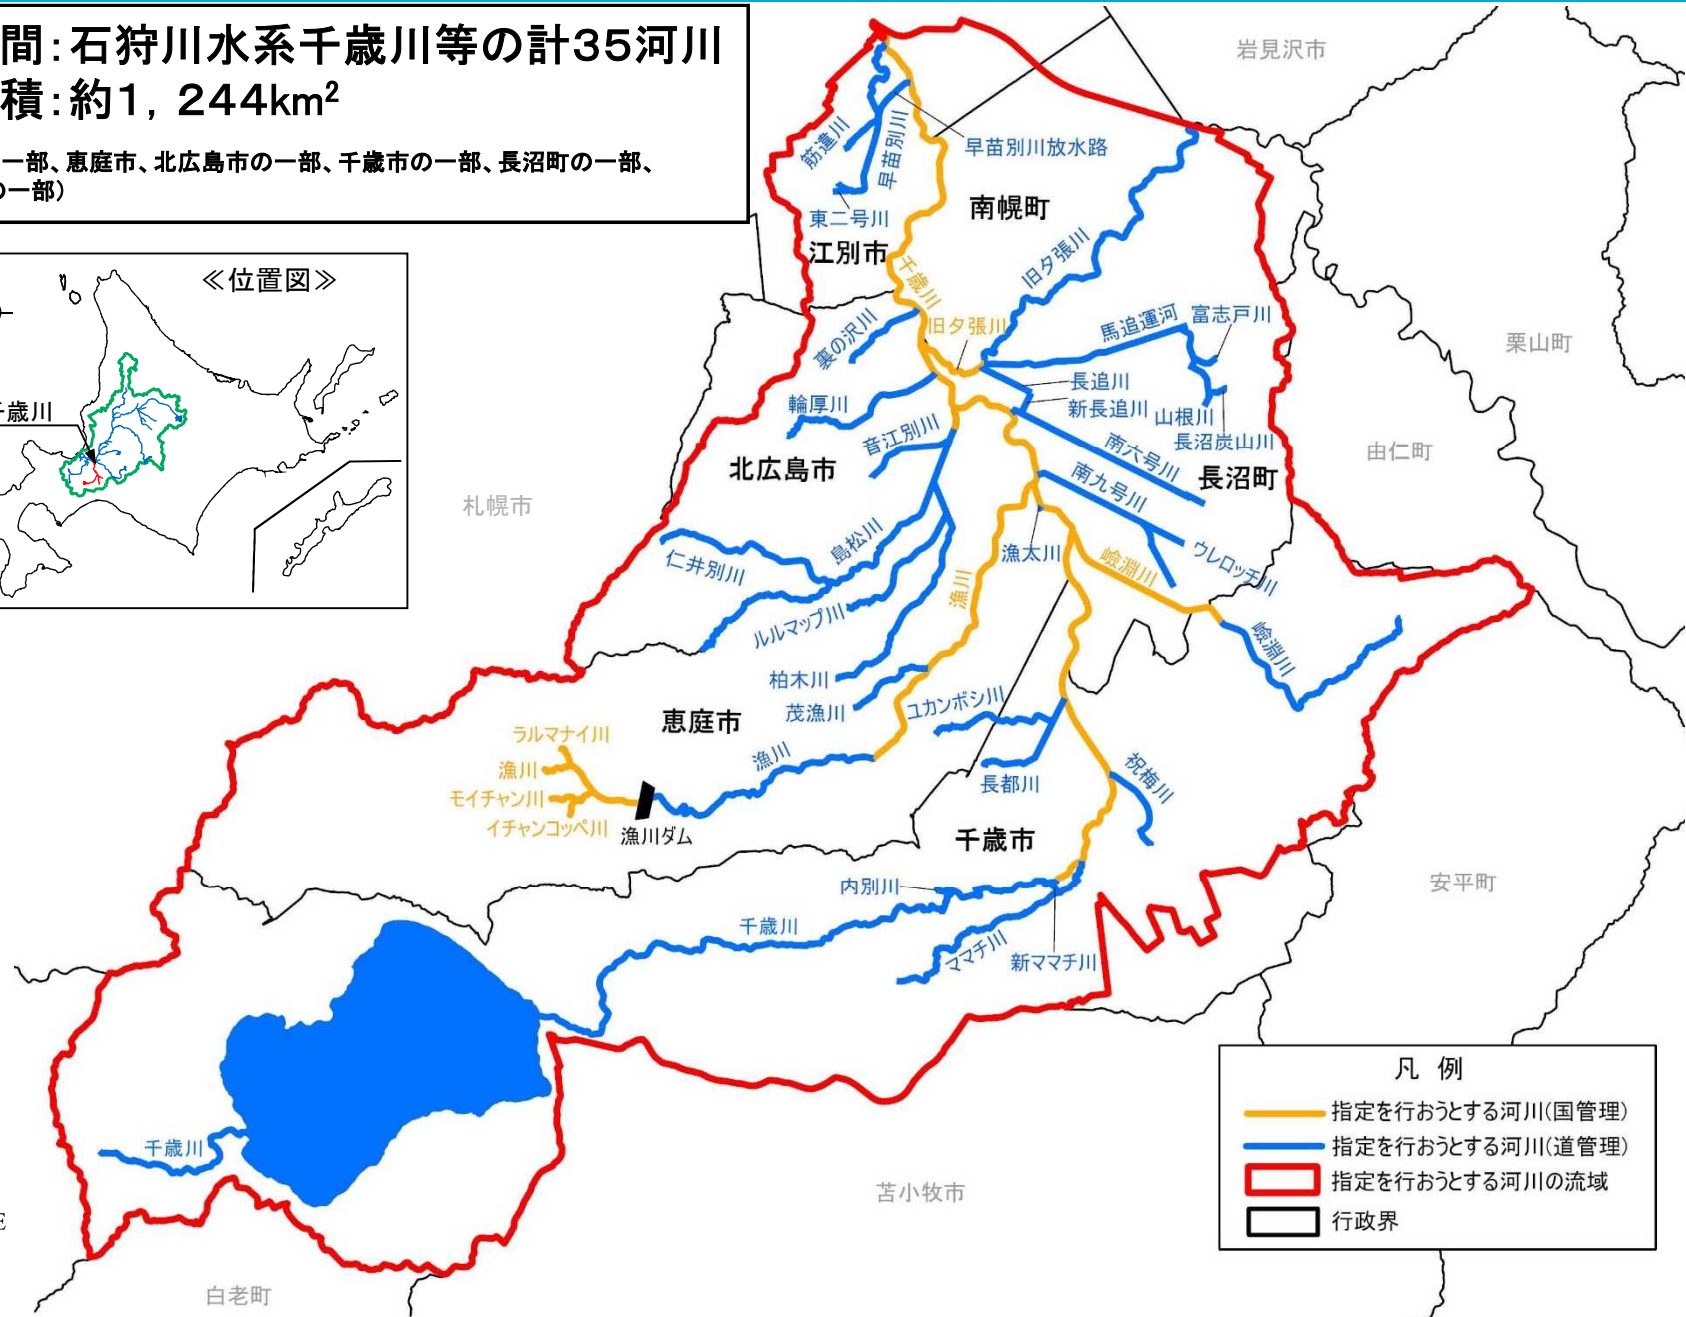 間：石狩川水系千歳川等の計35河川
積：約1，244km²
一部、恵庭市、北広島市の一部、千歳市の一部、長沼町の一部、
の一部）
≪位置図≫
歳川
岩見沢市
筋違川
早苗別川
早苗別川放水路
東二号川
南幌町
江別市
千歳川
旧夕張川
旧夕張川
裏の沢川
馬追運河
富志戸川
栗山町
長追川
新長追川
山根川
長沼炭山川
輪厚川
音江別川
南六号川
北広島市
南九号川
長沼町
由仁町
札幌市
島松川
仁井別川
漁太川
嶮淵川
ウレロッチ川
漁川
ルルマップ川
嶮淵川
柏木川
茂漁川
ユカンボシ川
恵庭市
ラルマナイ川
漁川
漁川
モイチャン川
イチャンコッペ川
漁川ダム
長都川
祝梅川
千歳市
内別川
安平町
千歳川
ママチ川
新ママチ川
千歳川
苫小牧市
白老町
E
凡 例
指定を行おうとする河川（国管理）
指定を行おうとする河川（道管理）
指定を行おうとする河川の流域
行政界